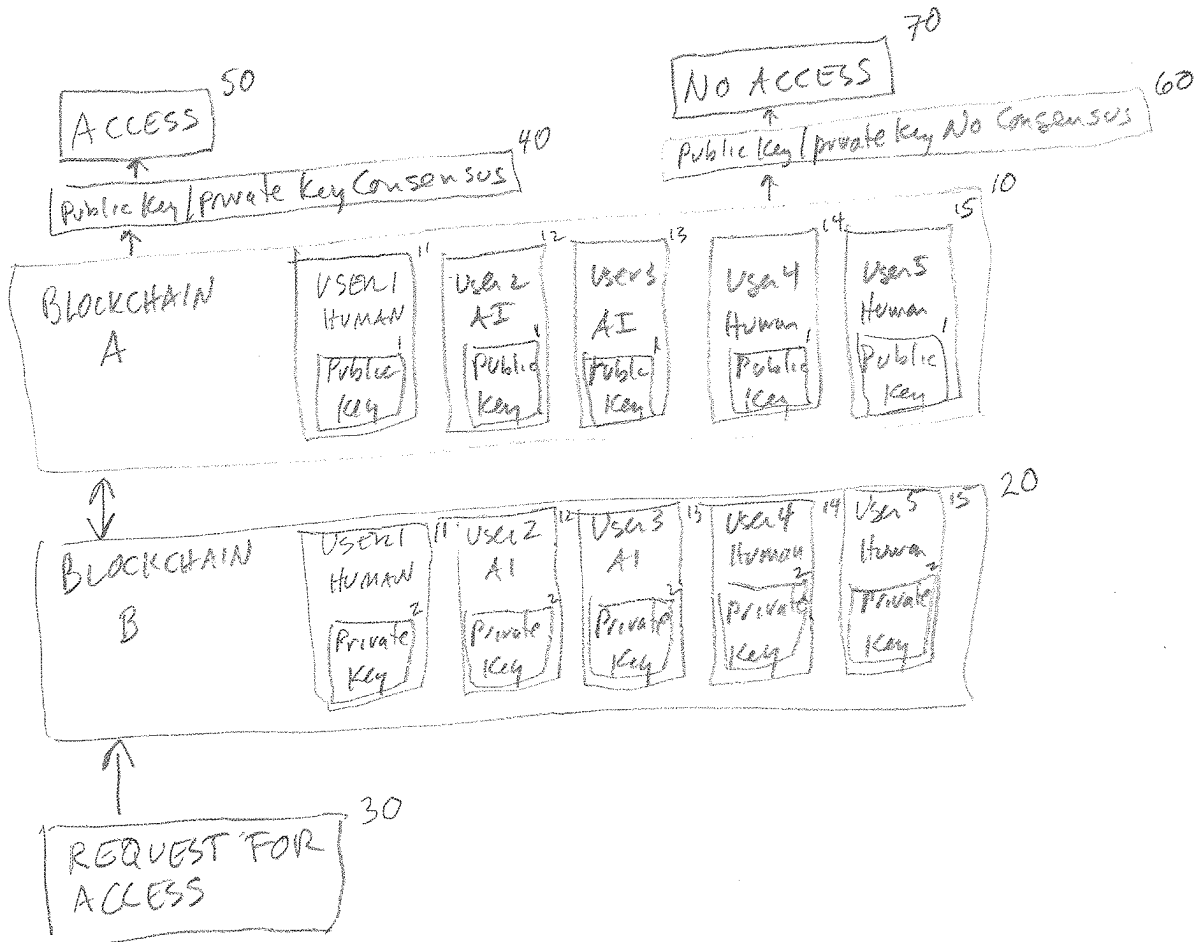 70
50
NO ACCESS
60
ACCESS
Public Key/private Key No Consensus
40
Public Key/private Key Consensus
10
11
12
13
14
15
BLOCKCHAIN
A
USER1
HUMAN
1
Public
Key
User 2
AI
1
Public
Key
User 3
AI
1
Public
Key
User 4
Human
1
Public
Key
User 5
Human
1
Public
Key
20
11
12
13
14
15
BLOCKCHAIN
B
USER1
HUMAN
2
Private
Key
User 2
AI
2
Private
Key
User 3
AI
2
Private
Key
User 4
Human
2
Private
Key
User 5
Human
2
Private
Key
30
REQUEST FOR
ACCESS